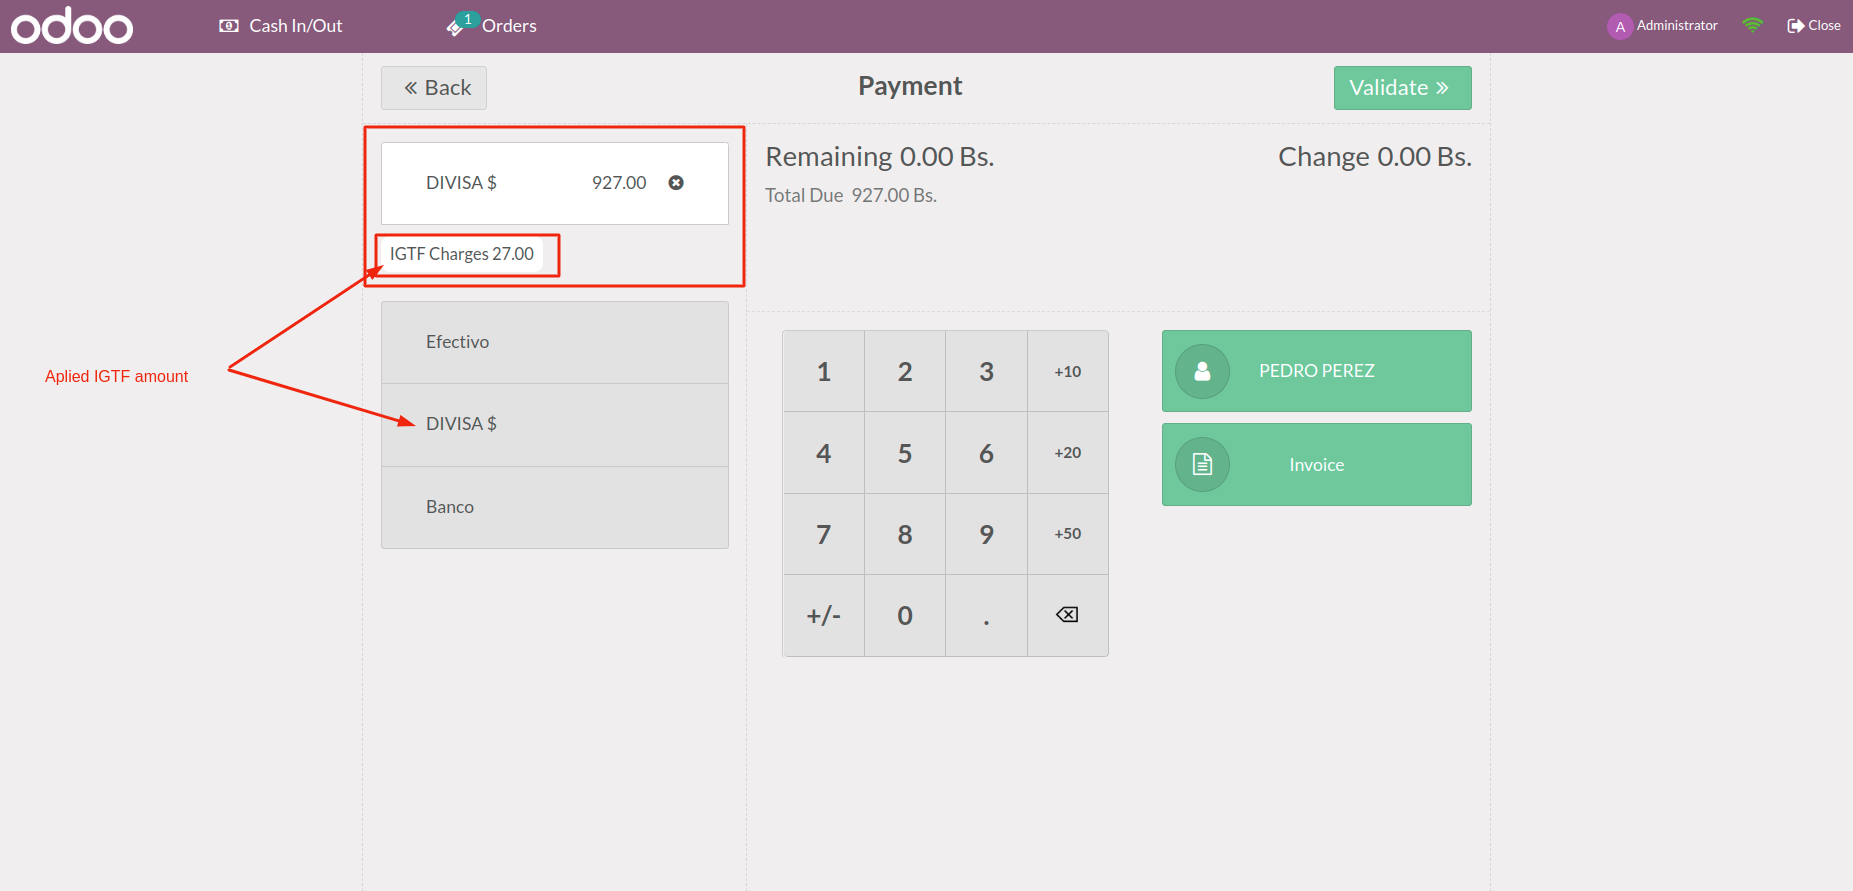 odoo
Cash In/Out
1
Orders
A
Administrator
Close
Back
Payment
Validate
DIVISA $ 927.00
IGTF Charges 27.00
Remaining 0.00 Bs.
Change 0.00 Bs.
Total Due 927.00 Bs.
Aplied IGTF amount
Efectivo
DIVISA $
Banco
1 2 3 +10
4 5 6 +20
7 8 9 +50
+/- 0 .
PEDRO PEREZ
Invoice